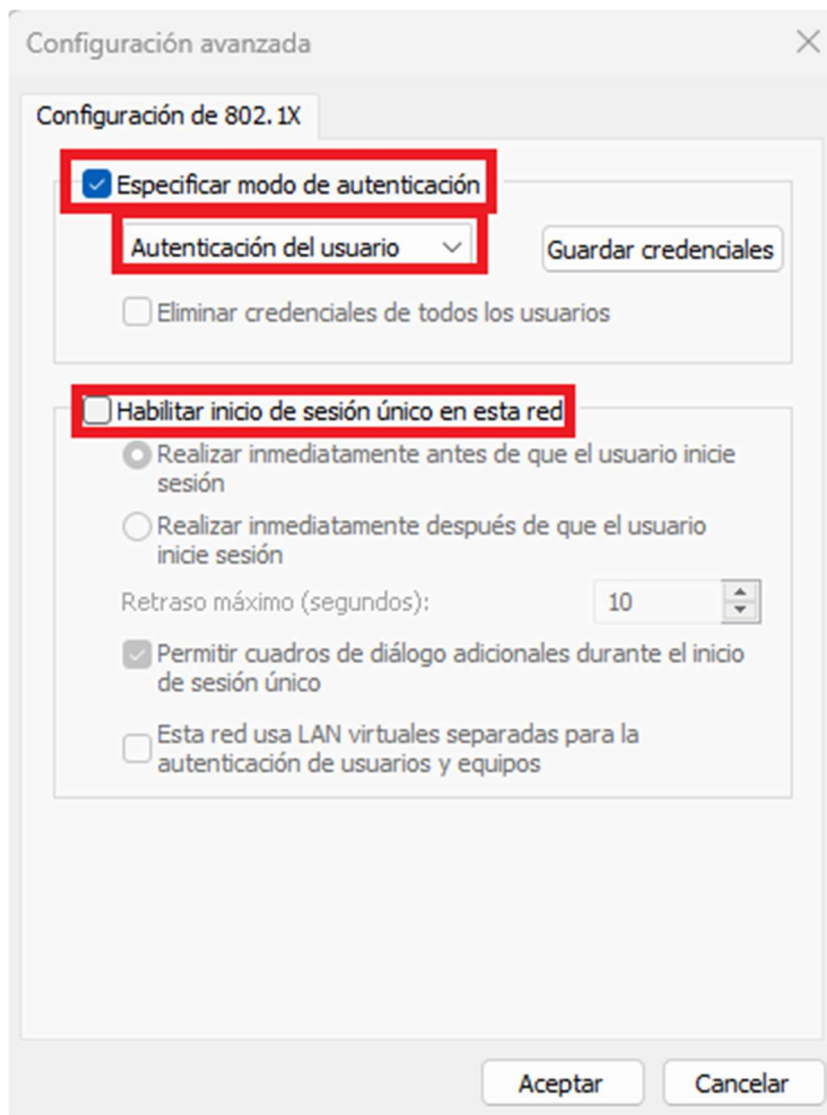 Configuración avanzada
Configuración de 802.1X
Especificar modo de autenticación
Autenticación del usuario
Guardar credenciales
Eliminar credenciales de todos los usuarios
Habilitar inicio de sesión único en esta red
Realizar inmediatamente antes de que el usuario inicie
sesión
Realizar inmediatamente después de que el usuario
inicie sesión
Retraso máximo (segundos):
10
Permitir cuadros de diálogo adicionales durante el inicio
de sesión único
Esta red usa LAN virtuales separadas para la
autenticación de usuarios y equipos
Aceptar
Cancelar